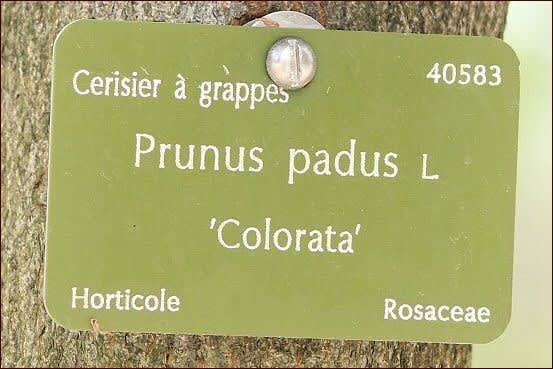 Cerisier à grappes 40583
Prunus padus L
'Colorata'
Horticole Rosaceae